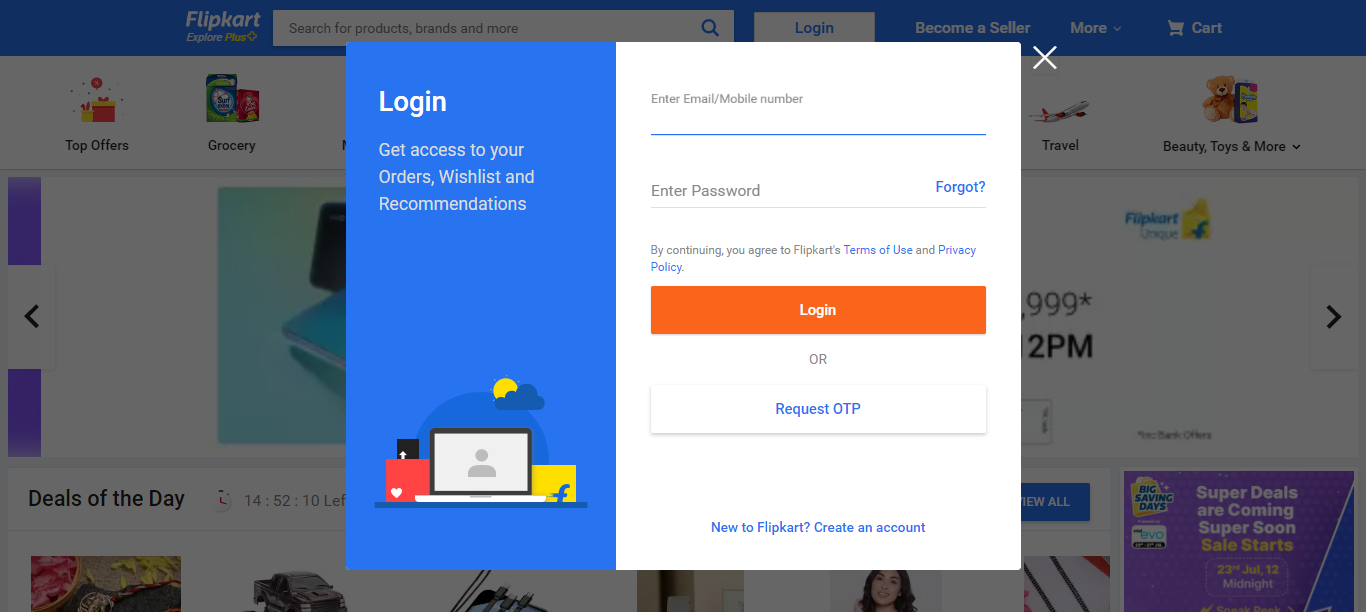 Flipkart
Explore Plus
Search for products, brands and more
Login
Become a Seller
More
Cart
Top Offers
Grocery
Travel
Beauty, Toys & More
Login
Get access to your
Orders, Wishlist and
Recommendations
Enter Email/Mobile number
Enter Password
Forgot?
By continuing, you agree to Flipkart's Terms of Use and Privacy
Policy.
Login
OR
Request OTP
New to Flipkart? Create an account
Flipkart
Unique
,999*
12PM
*Inc Bank Offers
Deals of the Day
14 : 52 : 10 Lef
VIEW ALL
BIG
SAVING
DAYS
evo
Super Deals
are Coming
Super Soon
Sale Starts
23rd Jul, 12
Midnight
Sneak Peek